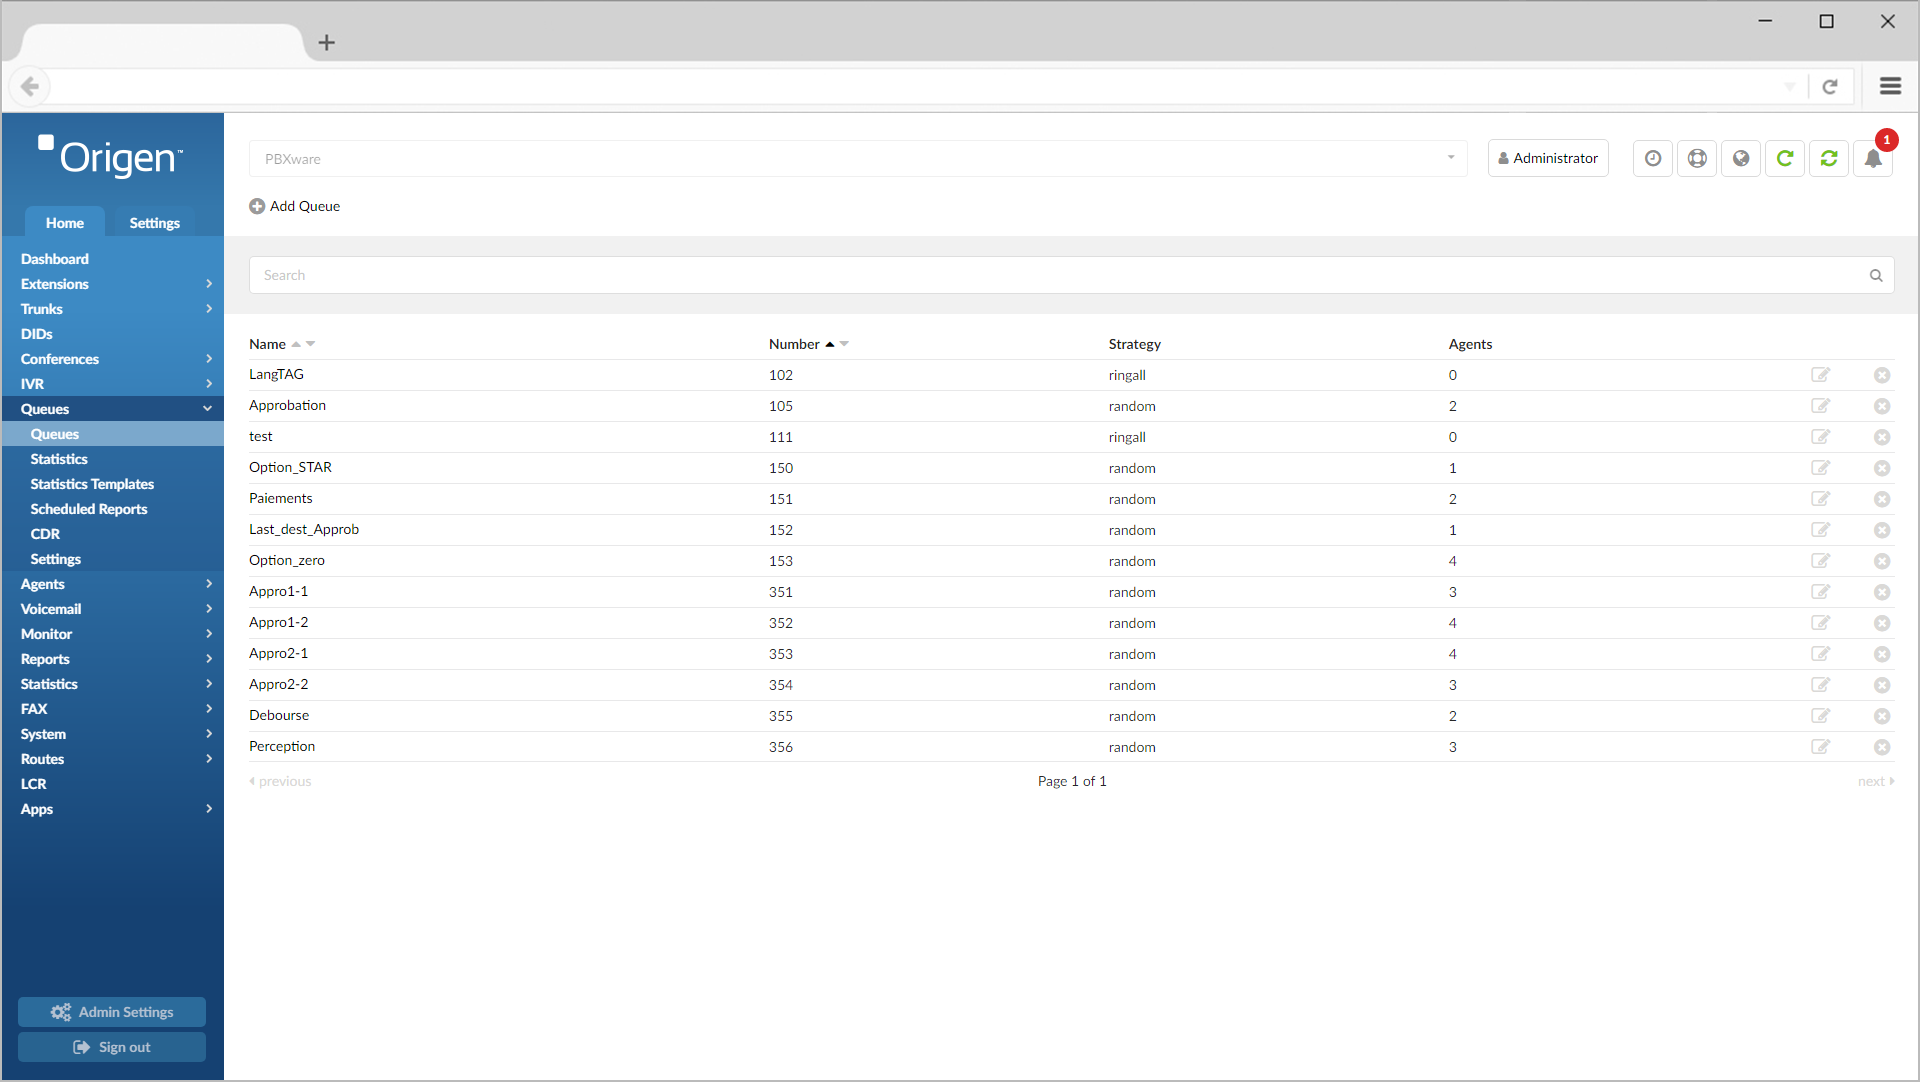 Origen™
Home Settings
Dashboard
Extensions
Trunks
DIDs
Conferences
IVR
Queues
Queues
Statistics
Statistics Templates
Scheduled Reports
CDR
Settings
Agents
Voicemail
Monitor
Reports
Statistics
FAX
System
Routes
LCR
Apps
Admin Settings
Sign out
PBXware
Administrator
1
Add Queue
Search
Name Number Strategy Agents
LangTAG 102 ringall 0
Approbation 105 random 2
test 111 ringall 0
Option_STAR 150 random 1
Paiements 151 random 2
Last_dest_Approb 152 random 1
Option_zero 153 random 4
Appro1-1 351 random 3
Appro1-2 352 random 4
Appro2-1 353 random 4
Appro2-2 354 random 3
Debourse 355 random 2
Perception 356 random 3
previous Page 1 of 1 next